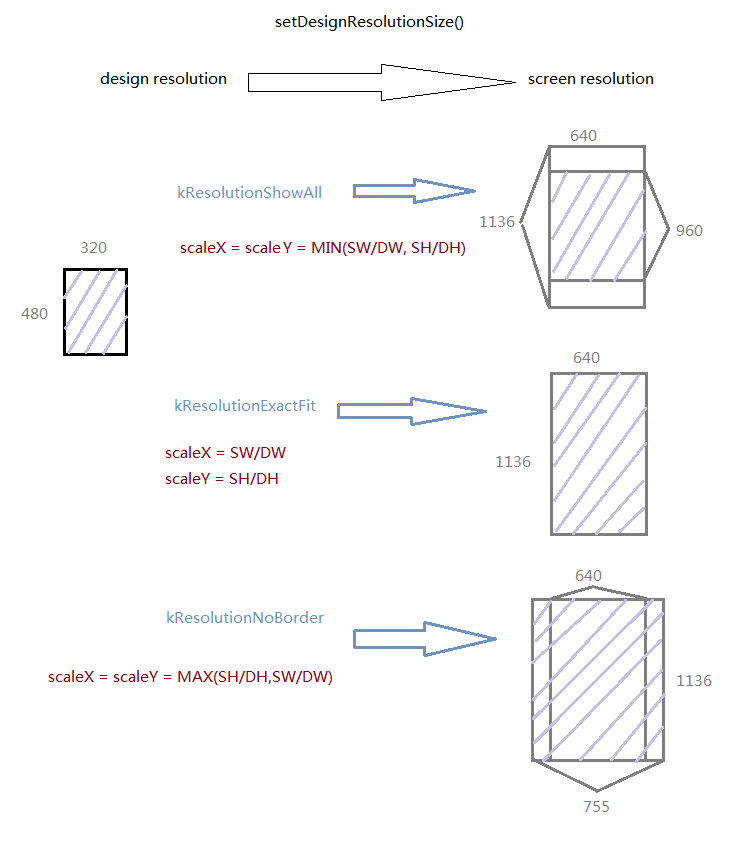 setDesignResolutionSize()
design resolution
screen resolution
640
kResolutionShowAll
1136
960
scaleX = scaleY = MIN(SW/DW, SH/DH)
320
480
640
kResolutionExactFit
scaleX = SW/DW
1136
scaleY = SH/DH
640
kResolutionNoBorder
scaleX = scaleY = MAX(SH/DH,SW/DW)
1136
755